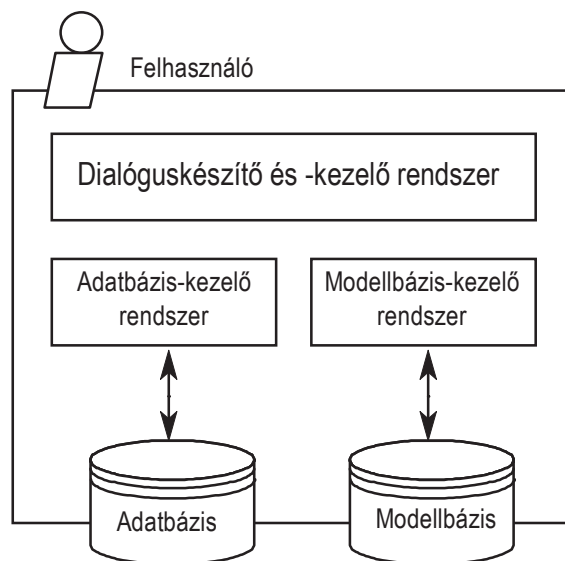 Felhasználó
Dialóguskészítő és -kezelő rendszer
Adatbázis-kezelő
rendszer
Modellbázis-kezelő
rendszer
Adatbázis
Modellbázis